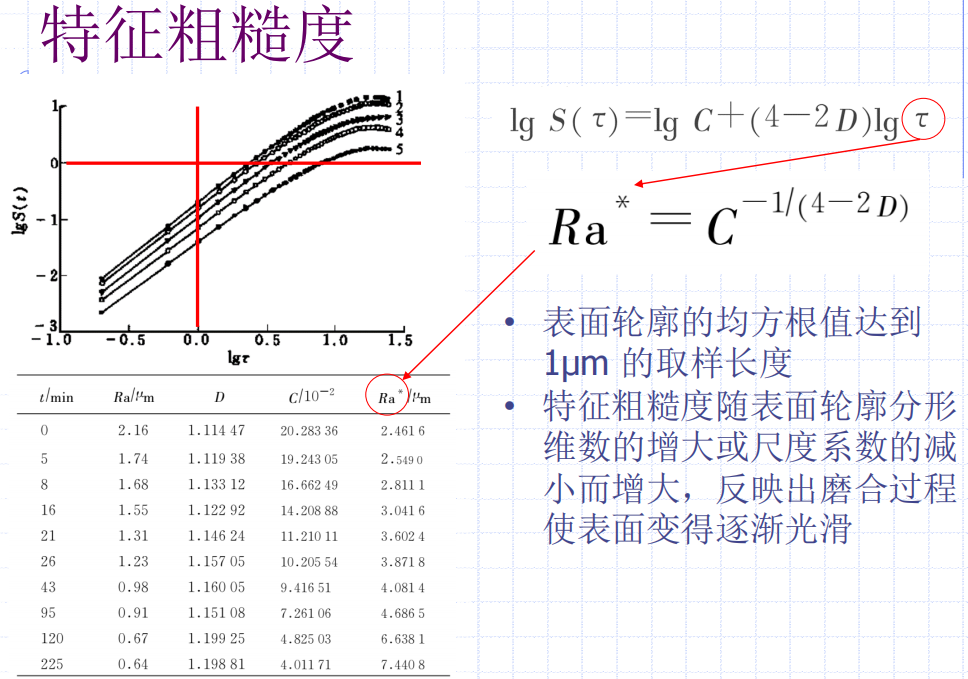 特征粗糙度
1
0
-1
-2
-3
lgS(t)
1
2
3
4
5
-1.0 -0.5 0.0 0.5 1.0 1.5
lgτ
lg S(τ)=lg C+(4-2D)lg τ
Ra* = C^{-1/(4-2D)}
• 表面轮廓的均方根值达到
1μm 的取样长度
• 特征粗糙度随表面轮廓分形
维数的增大或尺度系数的减
小而增大，反映出磨合过程
使表面变得逐渐光滑
t/min Ra/μm D C/10⁻² Ra*/μm
0 2.16 1.114 47 20.283 36 2.461 6
5 1.74 1.119 38 19.243 05 2.549 0
8 1.68 1.133 12 16.662 49 2.811 1
16 1.55 1.122 92 14.208 88 3.041 6
21 1.31 1.146 24 11.210 11 3.602 4
26 1.23 1.157 05 10.205 54 3.871 8
43 0.98 1.160 05 9.416 51 4.081 4
95 0.91 1.151 08 7.261 06 4.686 5
120 0.67 1.199 25 4.825 03 6.638 1
225 0.64 1.198 81 4.011 71 7.440 8